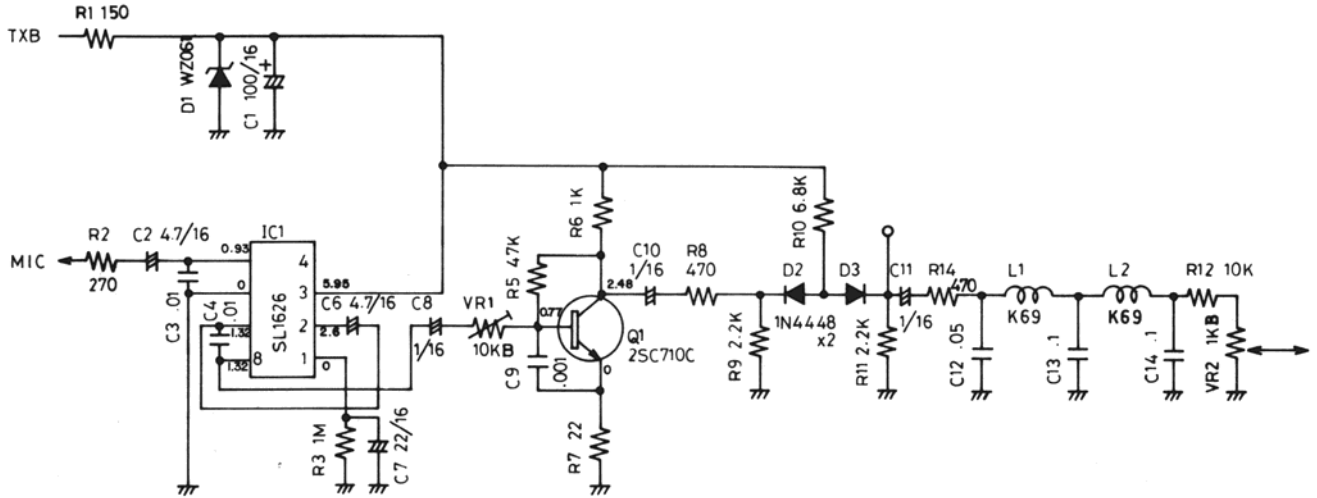 R1 150
TXB
D1 WZ061
C1 100/16
+
R6 1K
R10 6.8K
R2
C2 4.7/16
IC1
MIC
270
0.93
4
C3 .01
0
3
5.95
C4 .01
SL1626
C6 4.7/16
1.32
2
2.6
8
1.32
1
0
C8
1/16
VR1
10KB
R5 47K
0.77
2.48
C10
1/16
R8
470
D2
D3
1N4448
x2
C11
1/16
R14
470
L1
K69
L2
K69
R12 10K
Q1
2SC710C
0
C9 .001
R9 2.2K
R11 2.2K
C12 .05
C13 .1
C14 .1
VR2 1KB
R3 1M
C7 22/16
R7 22